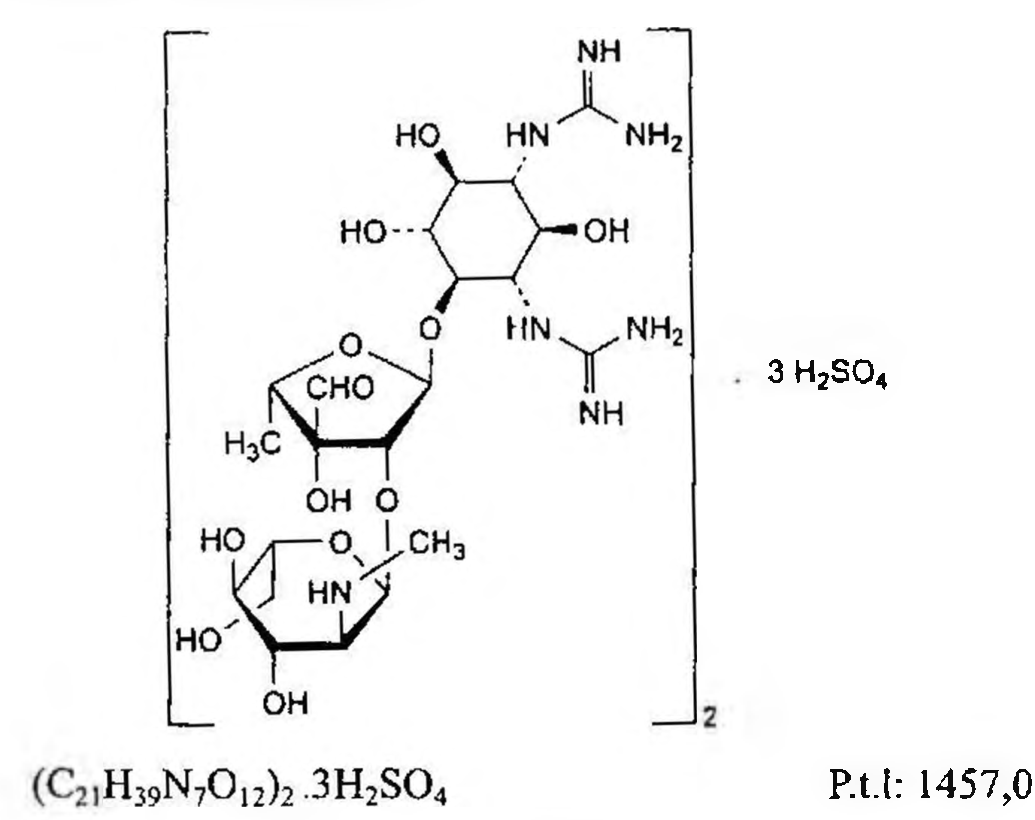 NH
HO HN NH₂
HO OH
O HN NH₂
O
CHO 3 H₂SO₄
NH
H₃C
OH O
HO O CH₃
HN
HO
OH
2
(C₂₁H₃₉N₇O₁₂)₂ .3H₂SO₄ P.t.l: 1457,0